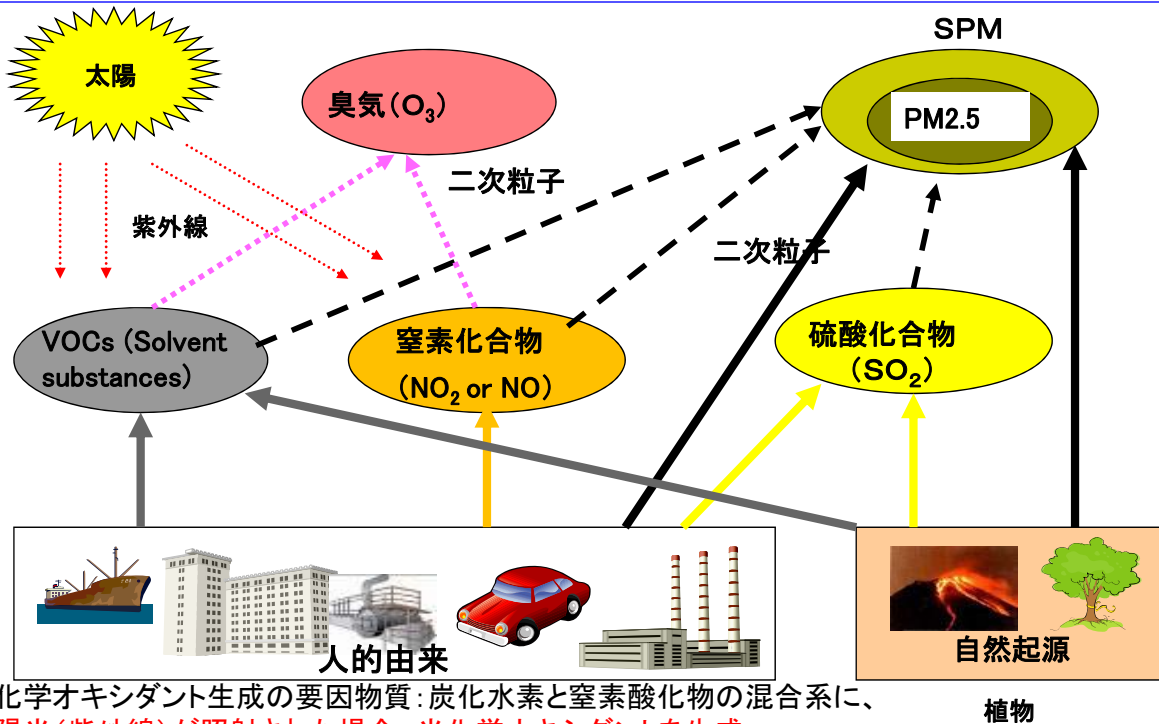 太陽
臭気(O₃)
SPM
PM2.5
二次粒子
紫外線
二次粒子
VOCs (Solvent
substances)
窒素化合物
(NO₂ or NO)
硫酸化合物
(SO₂)
人的由来
自然起源
化学オキシダント生成の要因物質:炭化水素と窒素酸化物の混合系に、
植物